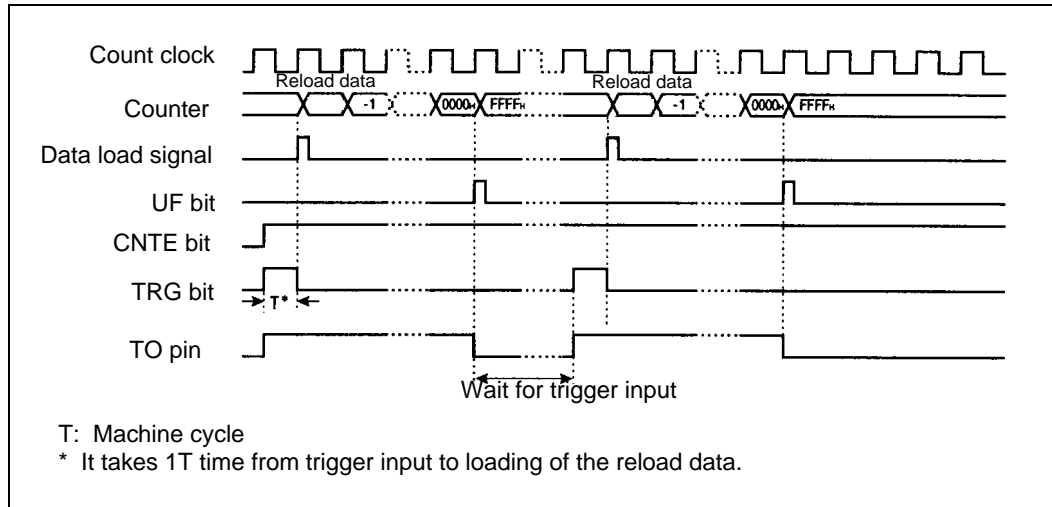 Count clock
Reload data Reload data
Counter -1 0000H FFFFH -1 0000H FFFFH
Data load signal
UF bit
CNTE bit
TRG bit
T*
TO pin
Wait for trigger input
T: Machine cycle
* It takes 1T time from trigger input to loading of the reload data.